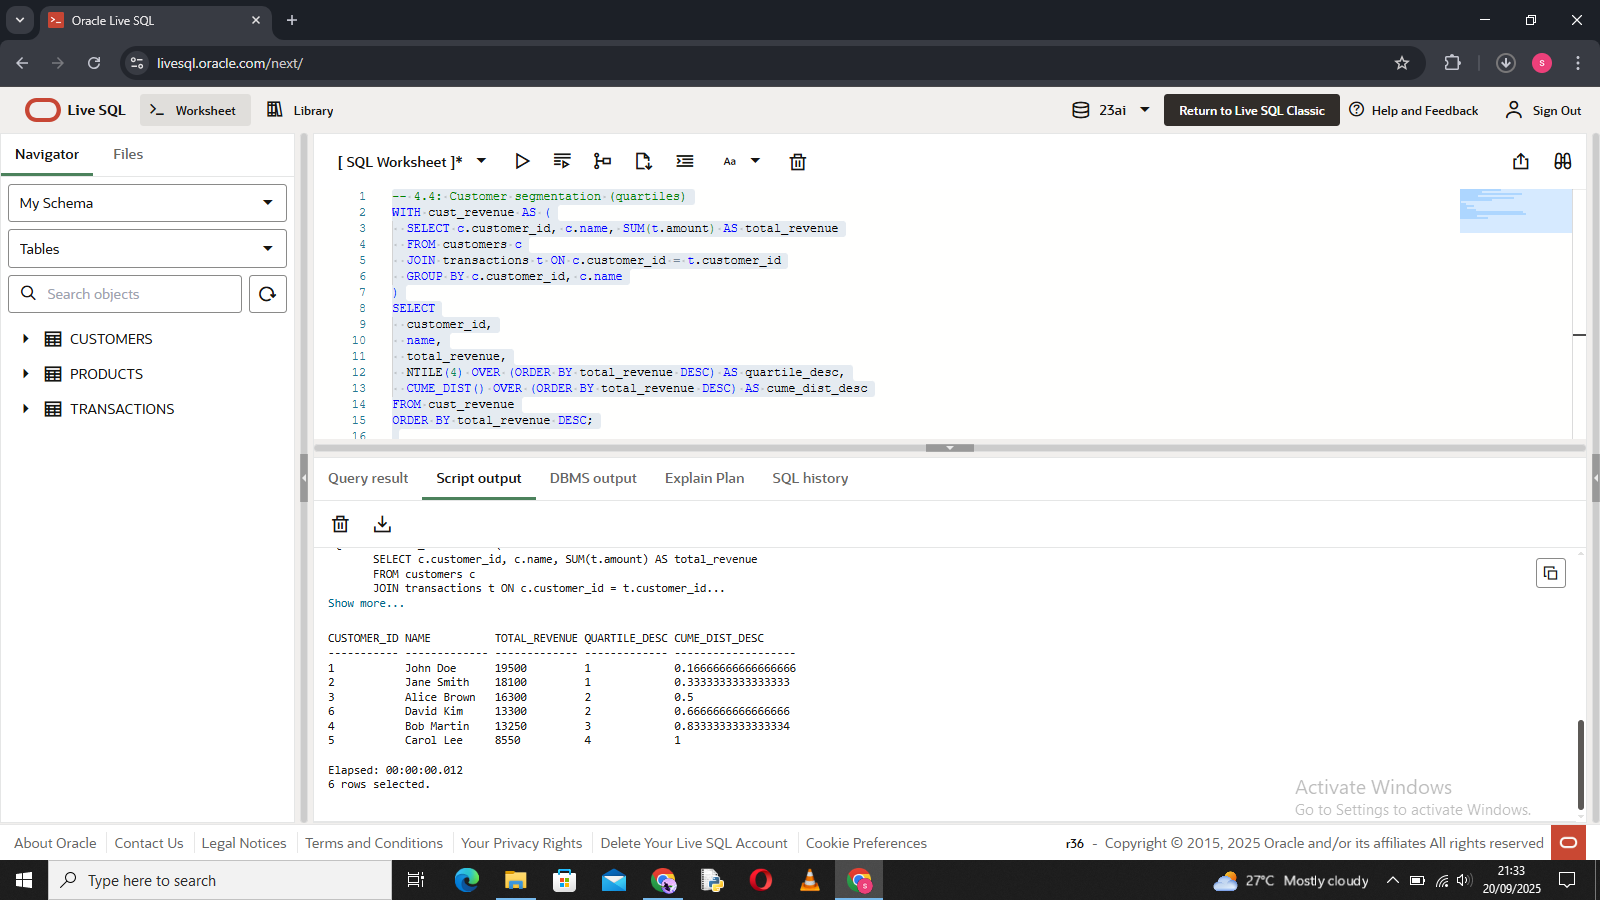 Oracle Live SQL
livesql.oracle.com/next/
S
Live SQL
Worksheet
Library
23ai
Return to Live SQL Classic
Help and Feedback
Sign Out
Navigator
Files
My Schema
Tables
Search objects
CUSTOMERS
PRODUCTS
TRANSACTIONS
[ SQL Worksheet ]*
Aa
1 -- 4.4: Customer segmentation (quartiles)
2 WITH cust_revenue AS (
3 SELECT c.customer_id, c.name, SUM(t.amount) AS total_revenue
4 FROM customers c
5 JOIN transactions t ON c.customer_id = t.customer_id
6 GROUP BY c.customer_id, c.name
7 )
8 SELECT
9 customer_id,
10 name,
11 total_revenue,
12 NTILE(4) OVER (ORDER BY total_revenue DESC) AS quartile_desc,
13 CUME_DIST() OVER (ORDER BY total_revenue DESC) AS cume_dist_desc
14 FROM cust_revenue
15 ORDER BY total_revenue DESC;
16
Query result
Script output
DBMS output
Explain Plan
SQL history
SELECT c.customer_id, c.name, SUM(t.amount) AS total_revenue
FROM customers c
JOIN transactions t ON c.customer_id = t.customer_id...
Show more...
CUSTOMER_ID NAME TOTAL_REVENUE QUARTILE_DESC CUME_DIST_DESC
----------- ------------- ------------- ------------- -------------------
1 John Doe 19500 1 0.16666666666666666
2 Jane Smith 18100 1 0.3333333333333333
3 Alice Brown 16300 2 0.5
6 David Kim 13300 2 0.6666666666666666
4 Bob Martin 13250 3 0.8333333333333334
5 Carol Lee 8550 4 1
Elapsed: 00:00:00.012
6 rows selected.
Activate Windows
Go to Settings to activate Windows.
About Oracle
Contact Us
Legal Notices
Terms and Conditions
Your Privacy Rights
Delete Your Live SQL Account
Cookie Preferences
r36 - Copyright © 2015, 2025 Oracle and/or its affiliates All rights reserved
Type here to search
27°C Mostly cloudy
21:33
20/09/2025